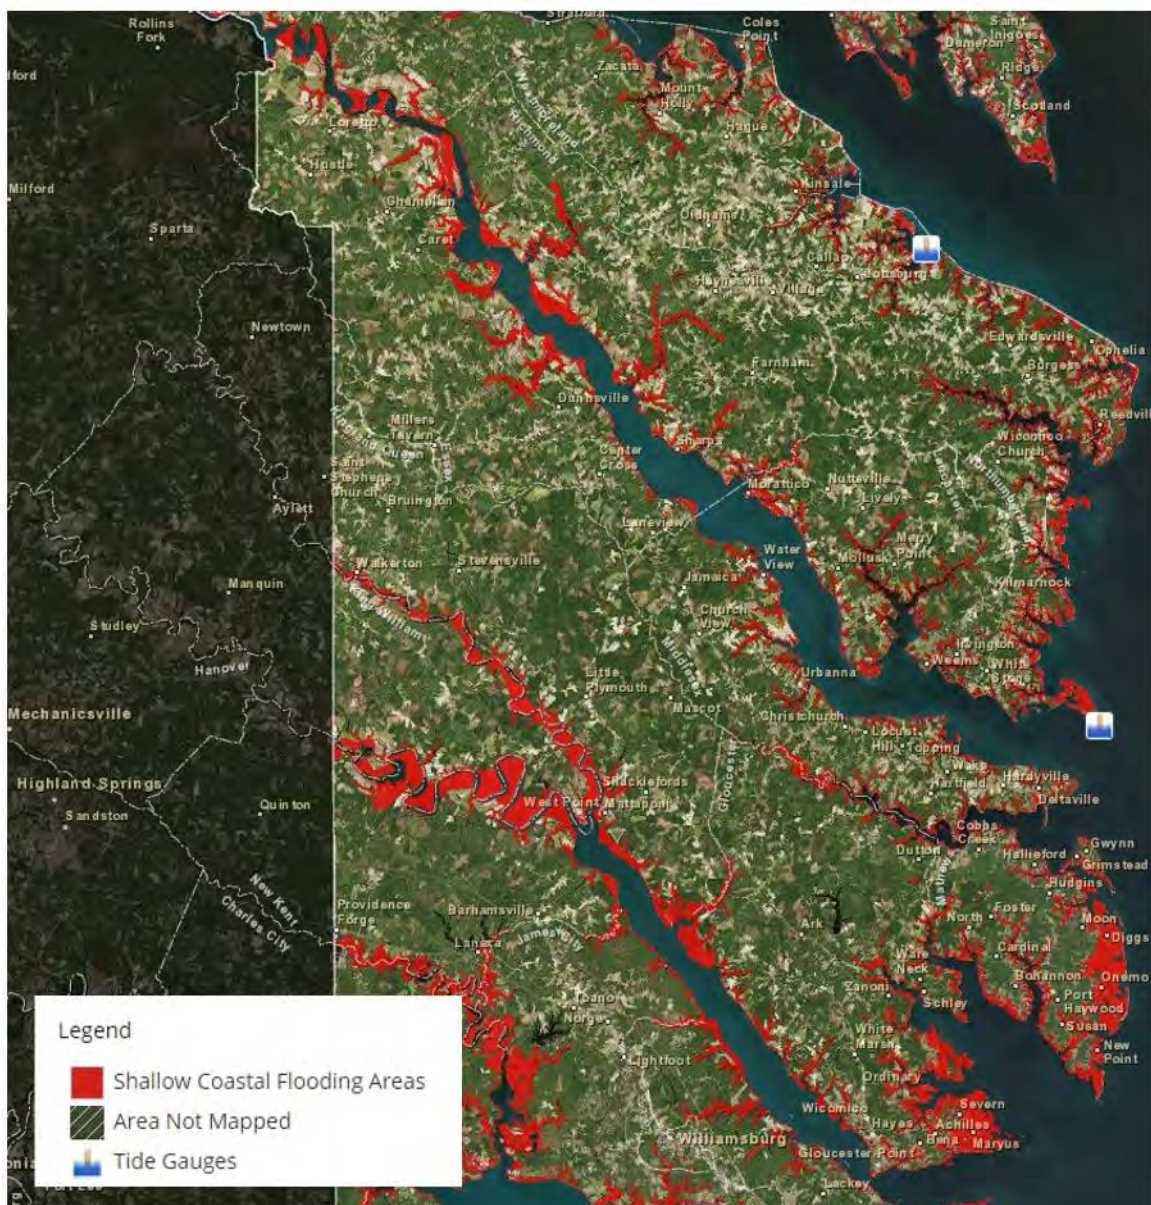 Rollins
Fork
Stratford
Coles
Point
Saint
Inigoes
Dameron
Ridge
Scotland
Zacata
Mount
Holly
Hague
Westmoreland
Richmond
Loretto
Hustle
Milford
Champlain
Caret
Sparta
Kinsale
Oldhams
Callao
Lottsburg
Haynesville
Village
Newtown
Edwardsville
Ophelia
Burgess
Farnham
Dunnsville
Millers
Tavern
King and Queen
Essex
Reedvill
Sharps
Wicomico
Church
Center
Cross
Saint
Stephens
Church
Bruington
Aylett
Morattico
Nuttsville
Lively
Lancaster
Northumberland
Laneview
Merry
Point
Mollusk
Water
View
Walkerton
Stevensville
Manquin
Jamaica
Kilmarnock
King William
Church
View
Studley
Hanover
Middlesex
Irvington
Weems
White
Stone
Little
Plymouth
Urbanna
Mascot
Mechanicsville
Christchurch
Locust
Hill
Topping
Wake
Hartfield
Hardyville
Deltaville
Gloucester
Shacklefords
Highland Springs
Quinton
West Point
Mattaponi
Sandston
Cobbs
Creek
Dutton
Hallieford
Gwynn
Grimstead
Mathews
Hudgins
New Kent
Charles City
Providence
Forge
Barhamsville
Lanexa
James City
Ark
North
Foster
Moon
Diggs
Cardinal
Ware
Neck
Bohannon
Onemo
Zanoni
Schley
Port
Haywood
Susan
Toano
Norge
White
Marsh
New
Point
Lightfoot
Ordinary
Wicomico
Severn
Hayes
Achilles
Bena
Maryus
Williamsburg
Gloucester Point
Lackey
Legend
Shallow Coastal Flooding Areas
Area Not Mapped
Tide Gauges